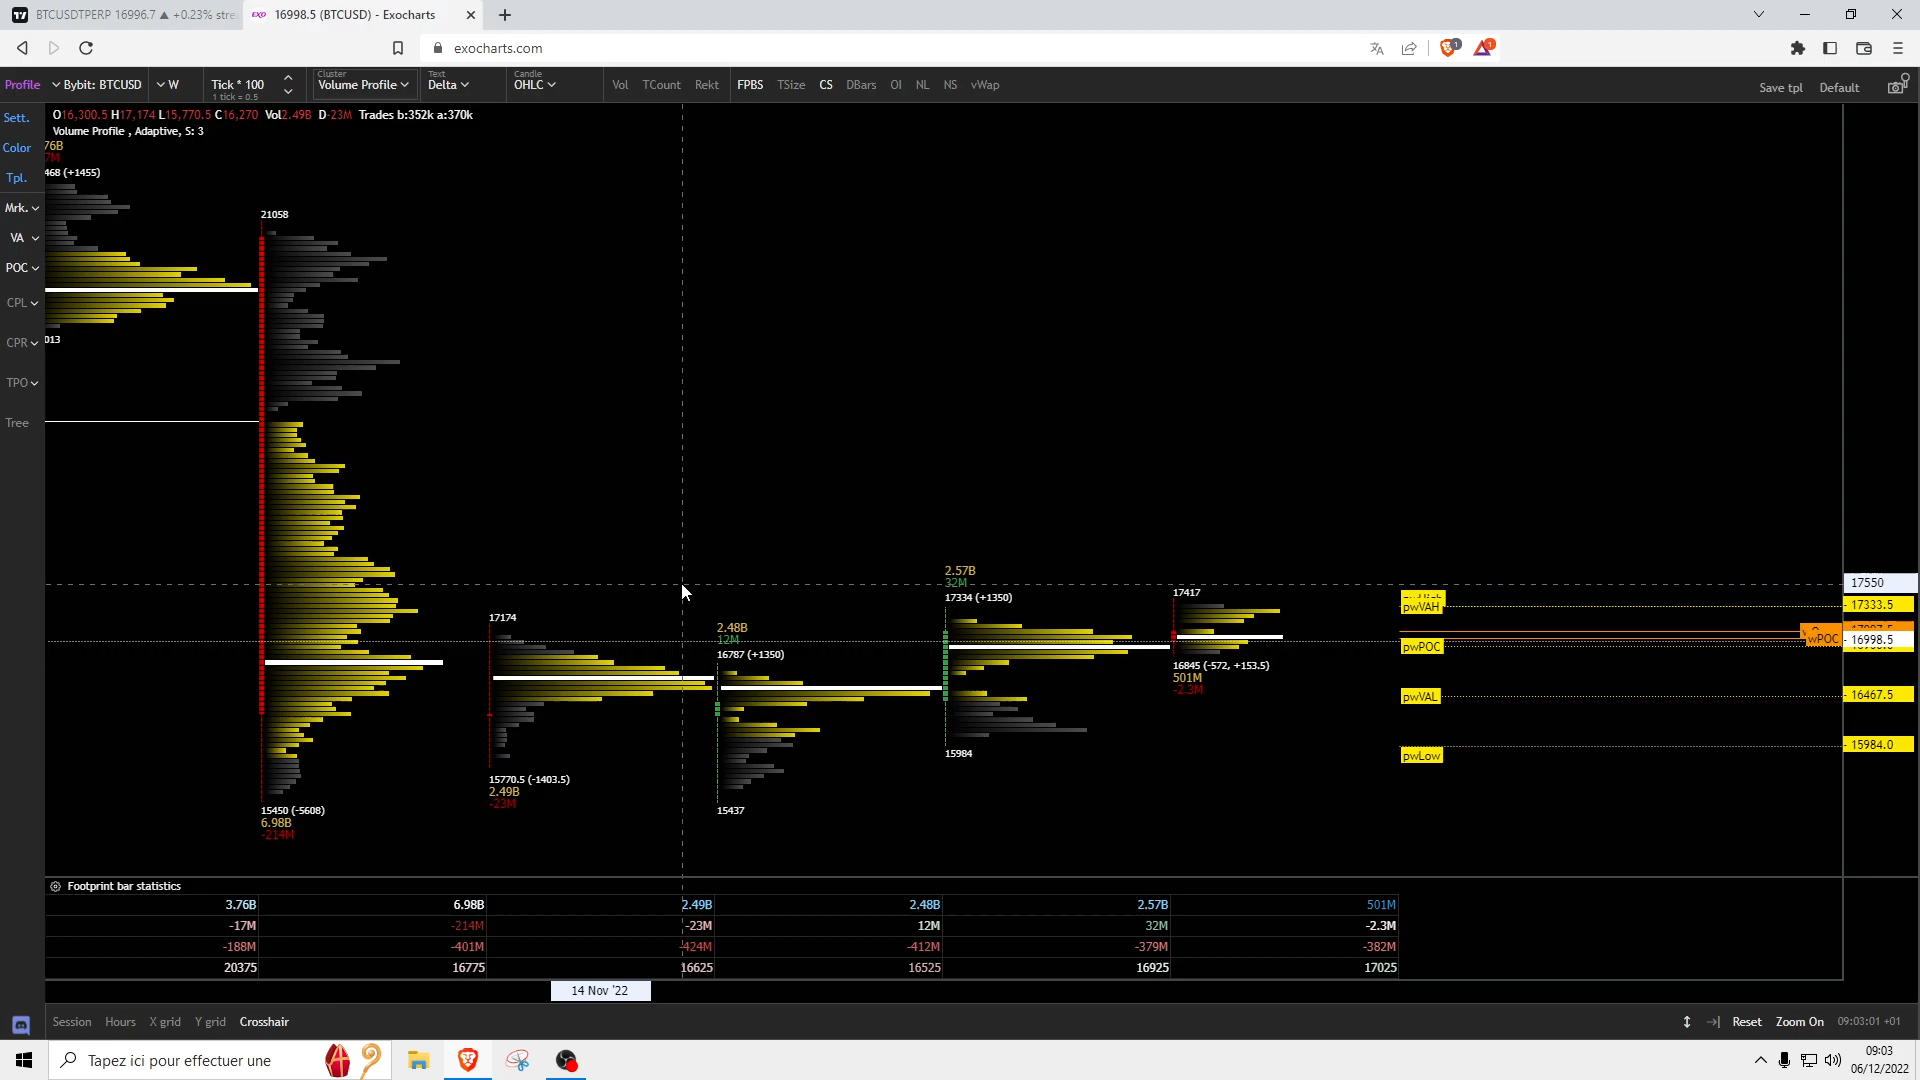 BTCUSDTPERP 16996.7 ▲ +0.23% stre
EXO 16998.5 (BTCUSD) - Exocharts
exocharts.com
Profile Bybit: BTCUSD W Tick * 100 1 tick = 0.5 Cluster Volume Profile Text Delta Candle OHLC Vol TCount Rekt FPBS TSize CS DBars OI NL NS vWap Save tpl Default
Sett.
Color
Tpl.
Mrk.
VA
POC
CPL
CPR
TPO
Tree
O16,300.5 H17,174 L15,770.5 C16,270 Vol2.49B D-23M Trades b:352k a:370k
Volume Profile , Adaptive, S: 3
76B
7M
468 (+1455)
013
21058
15450 (-5608)
6.98B
-214M
17174
15770.5 (-1403.5)
2.49B
-23M
2.48B
12M
16787 (+1350)
15437
2.57B
32M
17334 (+1350)
15984
17417
16845 (-572, +153.5)
501M
-2.3M
pwVAH
pwPOC
pwVAL
pwLow
wPOC
17550
17333.5
16998.5
16467.5
15984.0
Footprint bar statistics
3.76B 6.98B 2.49B 2.48B 2.57B 501M
-17M -214M -23M 12M 32M -2.3M
-188M -401M -424M -412M -379M -382M
20375 16775 16625 16525 16925 17025
14 Nov '22
Session Hours X grid Y grid Crosshair Reset Zoom On 09:03:01 +01
Tapez ici pour effectuer une
09:03
06/12/2022